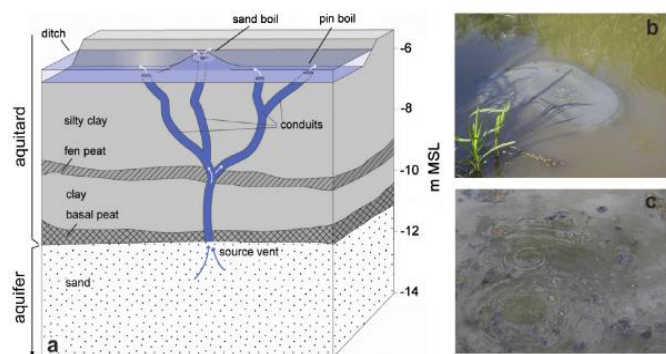 sand boil
ditch
pin boil
-6
b
aquitard
silty clay
conduits
-8
fen peat
-10
m MSL
clay
basal peat
-12
source vent
c
aquifer
sand
-14
a